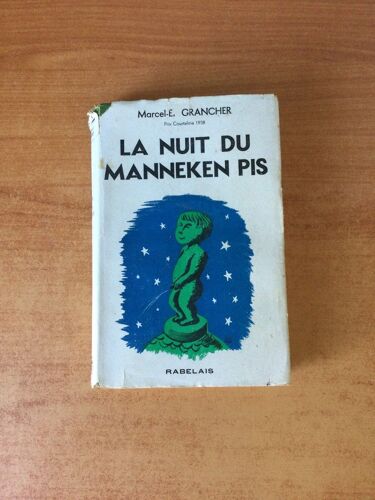 Marcel-E. GRANCHER
Prix Courteline 1938
LA NUIT DU
MANNEKEN PIS
RABELAIS